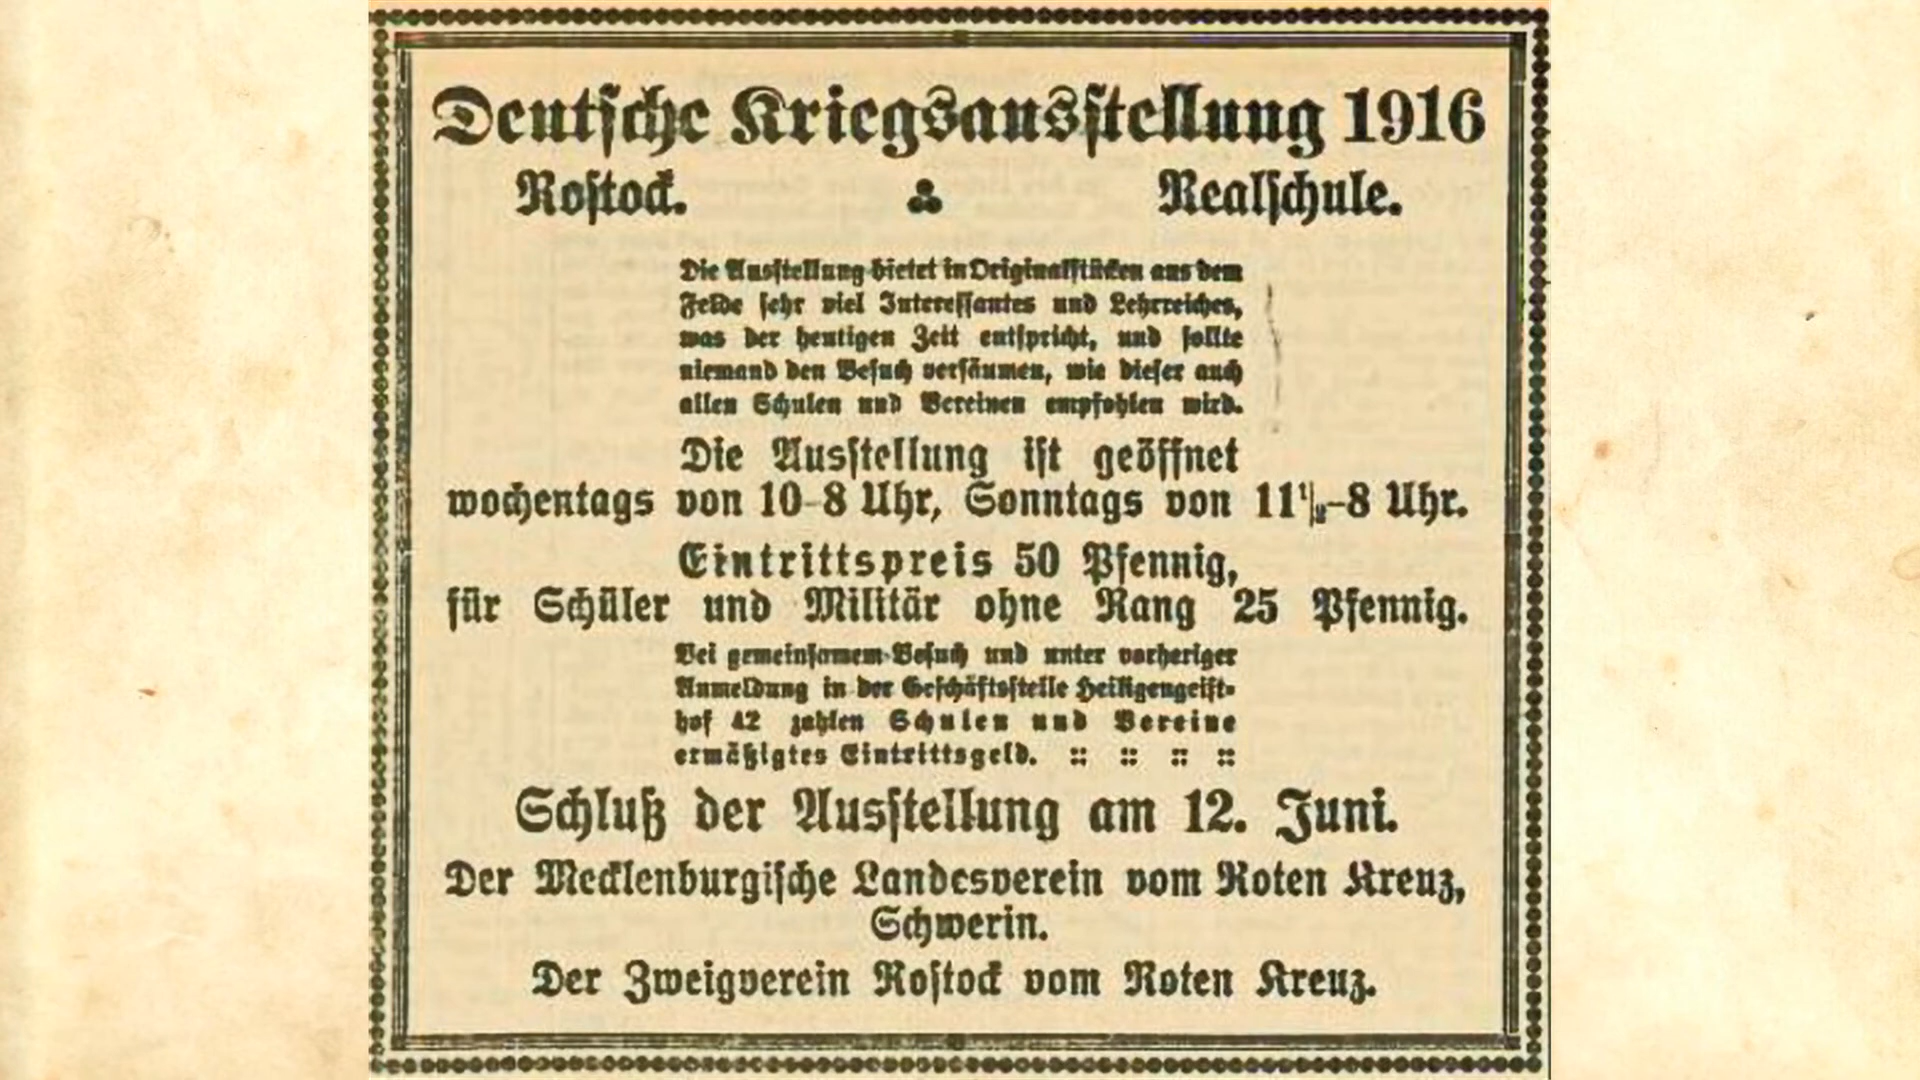 Deutsche Kriegsausstellung 1916
Rostock. Realschule.
Die Ausstellung bietet in Originalstücken aus dem
Felde sehr viel Interessantes und Lehrreiches,
was der heutigen Zeit entspricht, und sollte
niemand den Besuch versäumen, wie dieser auch
allen Schulen und Vereinen empfohlen wird.
Die Ausstellung ist geöffnet
wochentags von 10-8 Uhr, Sonntags von 11½-8 Uhr.
Eintrittspreis 50 Pfennig,
für Schüler und Militär ohne Rang 25 Pfennig.
Bei gemeinsamem Besuch und unter vorheriger
Anmeldung in der Geschäftsstelle Heiligengeist-
hof 42 zahlen Schulen und Vereine
ermäßigtes Eintrittsgeld. :: :: :: ::
Schluß der Ausstellung am 12. Juni.
Der Mecklenburgische Landesverein vom Roten Kreuz,
Schwerin.
Der Zweigverein Rostock vom Roten Kreuz.